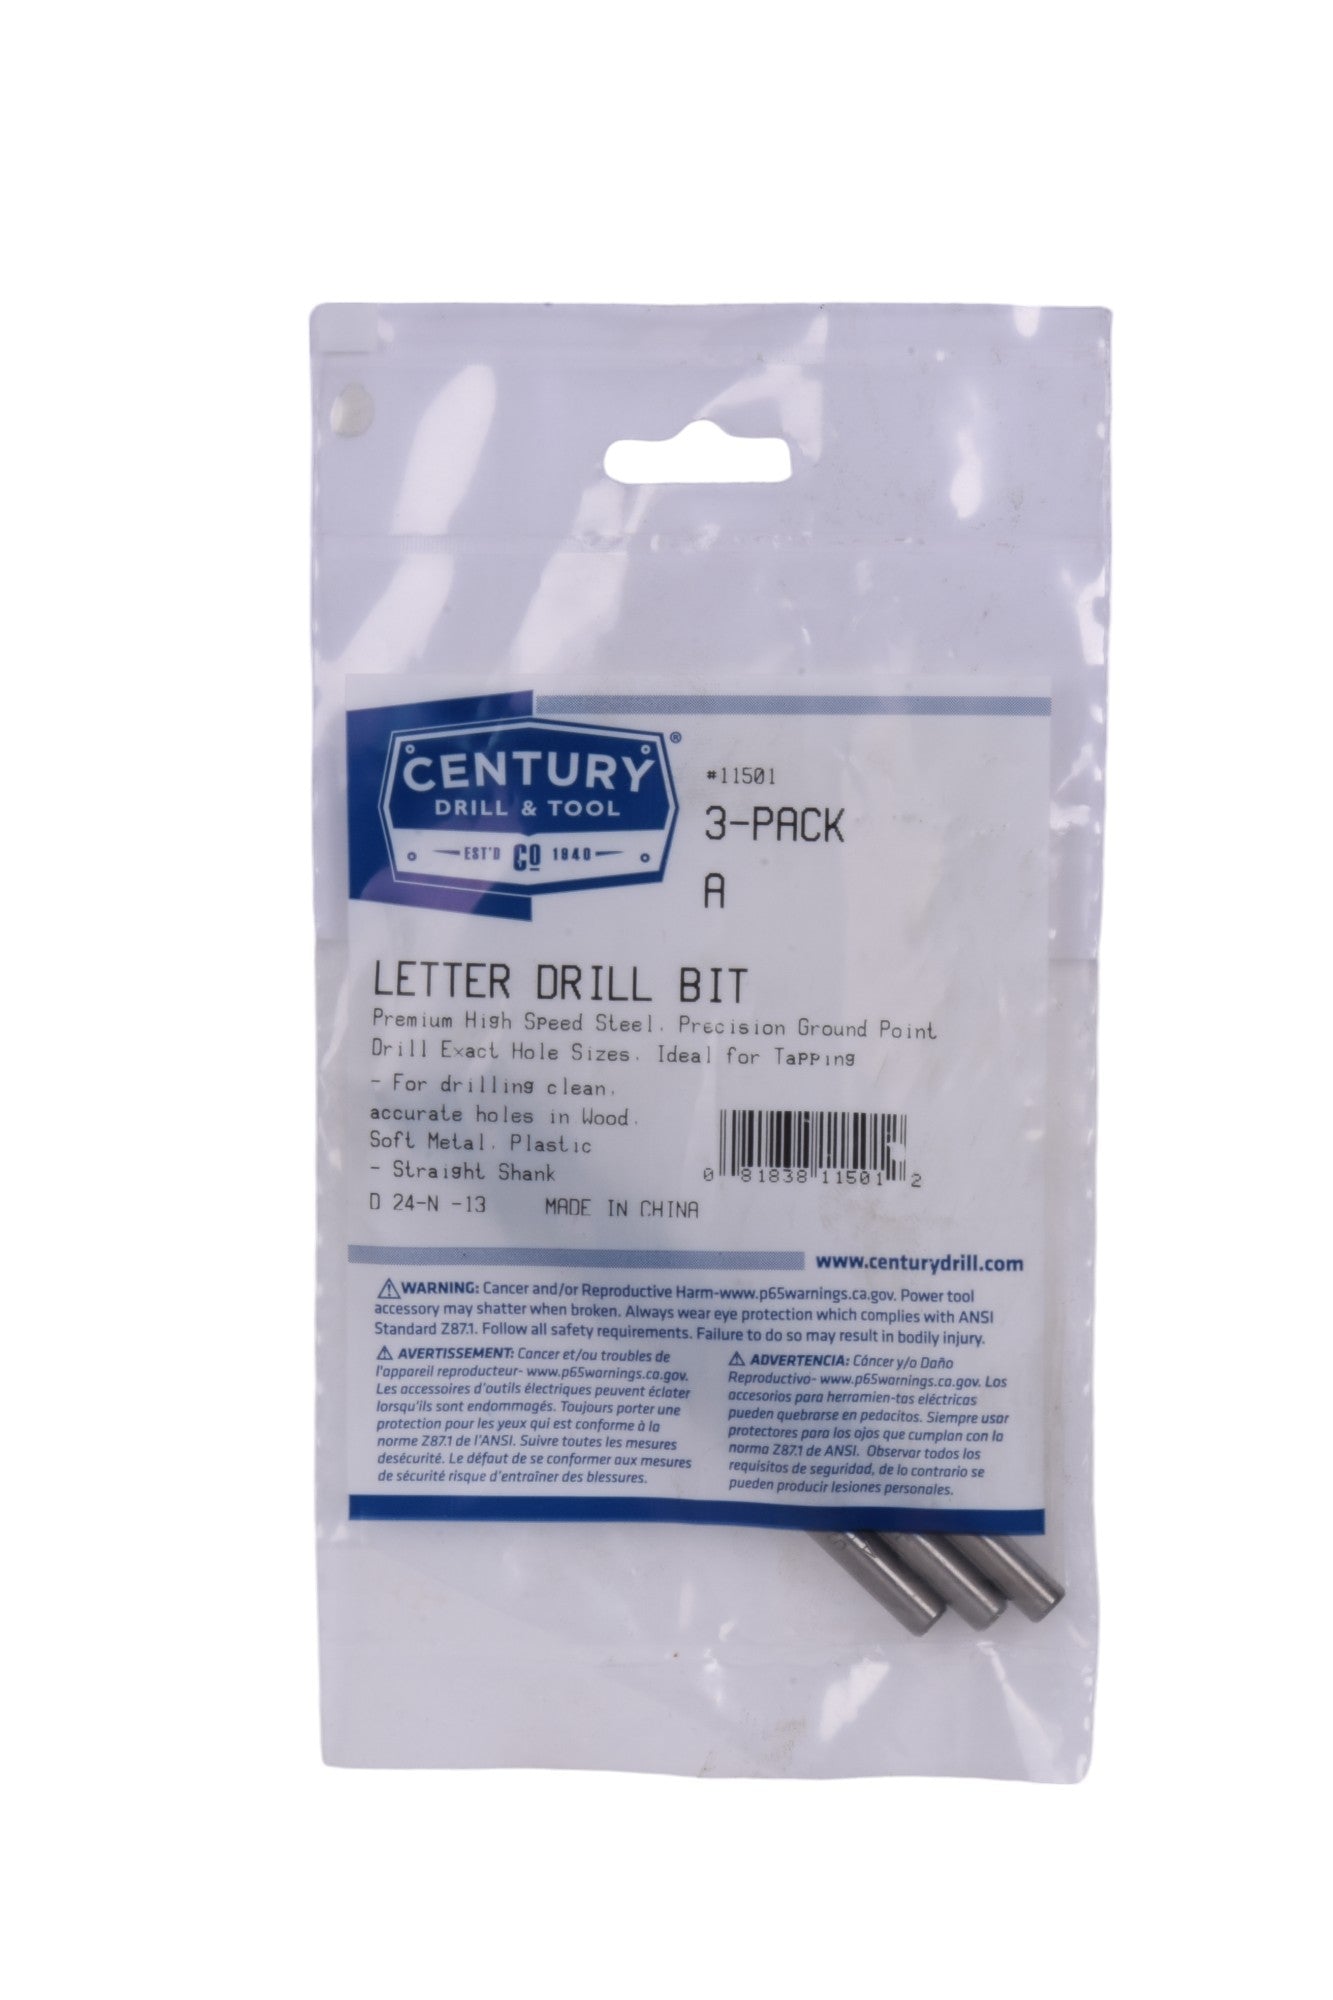 CENTURY®
DRILL & TOOL
EST'D CO 1940
#11501
3-PACK
A
LETTER DRILL BIT
Premium High Speed Steel. Precision Ground Point
Drill Exact Hole Sizes. Ideal for Tapping
- For drilling clean,
accurate holes in Wood,
Soft Metal, Plastic
- Straight Shank
D 24-N -13 MADE IN CHINA
0 81838 11501 2
www.centurydrill.com
⚠WARNING: Cancer and/or Reproductive Harm-www.p65warnings.ca.gov. Power tool
accessory may shatter when broken. Always wear eye protection which complies with ANSI
Standard Z87.1. Follow all safety requirements. Failure to do so may result in bodily injury.
⚠ AVERTISSEMENT: Cancer et/ou troubles de
l'appareil reproducteur- www.p65warnings.ca.gov.
Les accessoires d'outils électriques peuvent éclater
lorsqu'ils sont endommagés. Toujours porter une
protection pour les yeux qui est conforme à la
norme Z87.1 de l'ANSI. Suivre toutes les mesures
desécurité. Le défaut de se conformer aux mesures
de sécurité risque d'entraîner des blessures.
⚠ ADVERTENCIA: Cáncer y/o Daño
Reproductivo- www.p65warnings.ca.gov. Los
accesorios para herramien-tas eléctricas
pueden quebrarse en pedacitos. Siempre usar
protectores para los ojos que cumplan con la
norma Z87.1 de ANSI. Observar todos los
requisitos de seguridad, de lo contrario se
pueden producir lesiones personales.